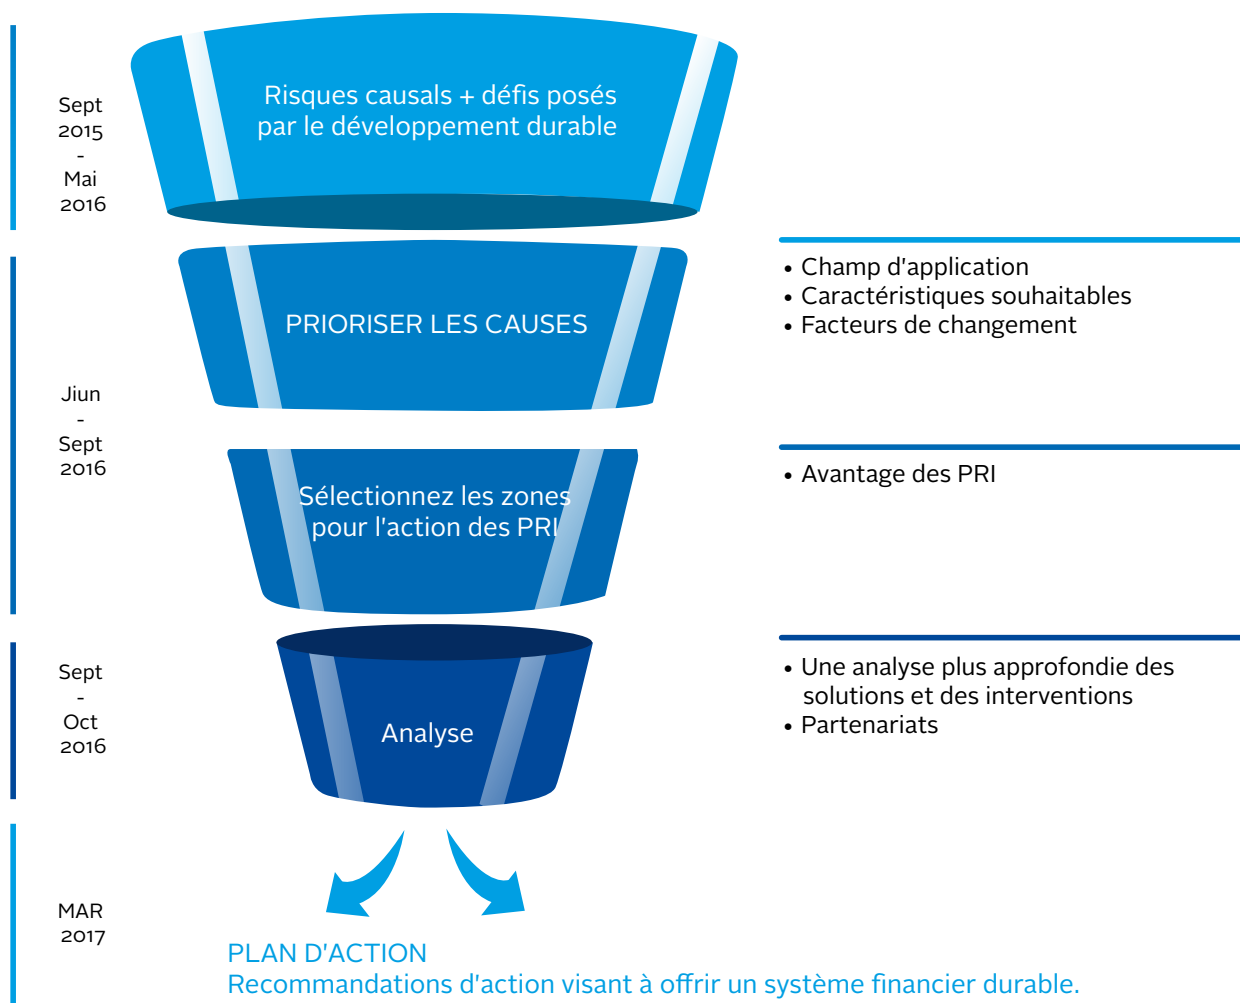 Sept
2015
-
Mai
2016
Risques causals + défis posés
par le développement durable
Jiun
-
Sept
2016
PRIORISER LES CAUSES
• Champ d'application
• Caractéristiques souhaitables
• Facteurs de changement
Sélectionnez les zones
pour l'action des PRI
• Avantage des PRI
Sept
-
Oct
2016
Analyse
• Une analyse plus approfondie des
solutions et des interventions
• Partenariats
MAR
2017
PLAN D'ACTION
Recommandations d'action visant à offrir un système financier durable.